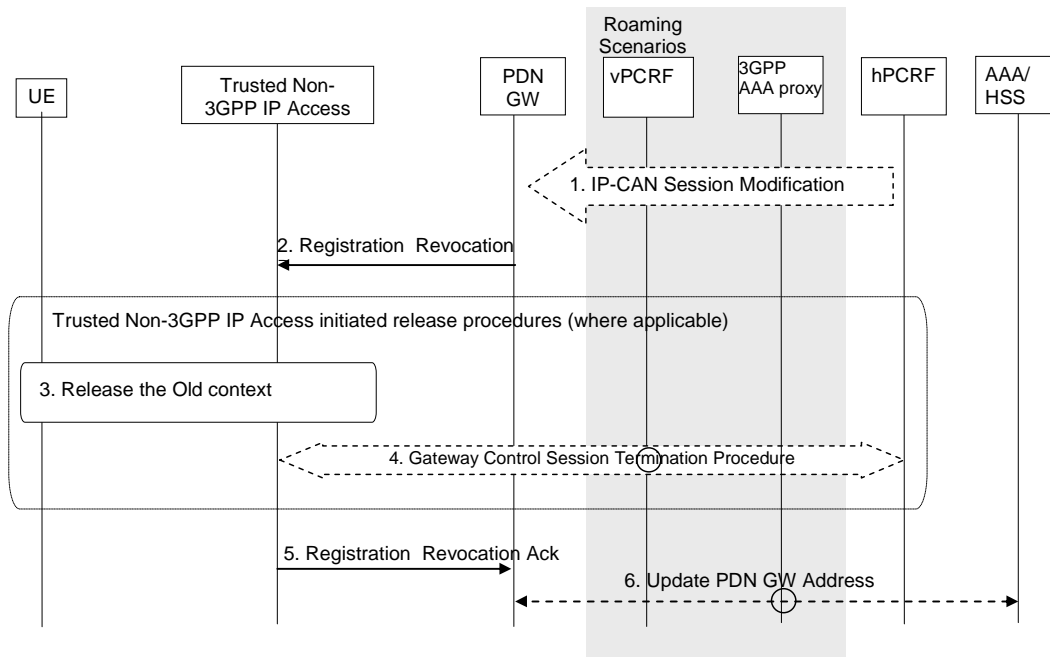 Roaming
Scenarios
UE
Trusted Non-
3GPP IP Access
PDN
GW
vPCRF
3GPP
AAA proxy
hPCRF
AAA/
HSS
1. IP-CAN Session Modification
2. Registration Revocation
Trusted Non-3GPP IP Access initiated release procedures (where applicable)
3. Release the Old context
4. Gateway Control Session Termination Procedure
5. Registration Revocation Ack
6. Update PDN GW Address